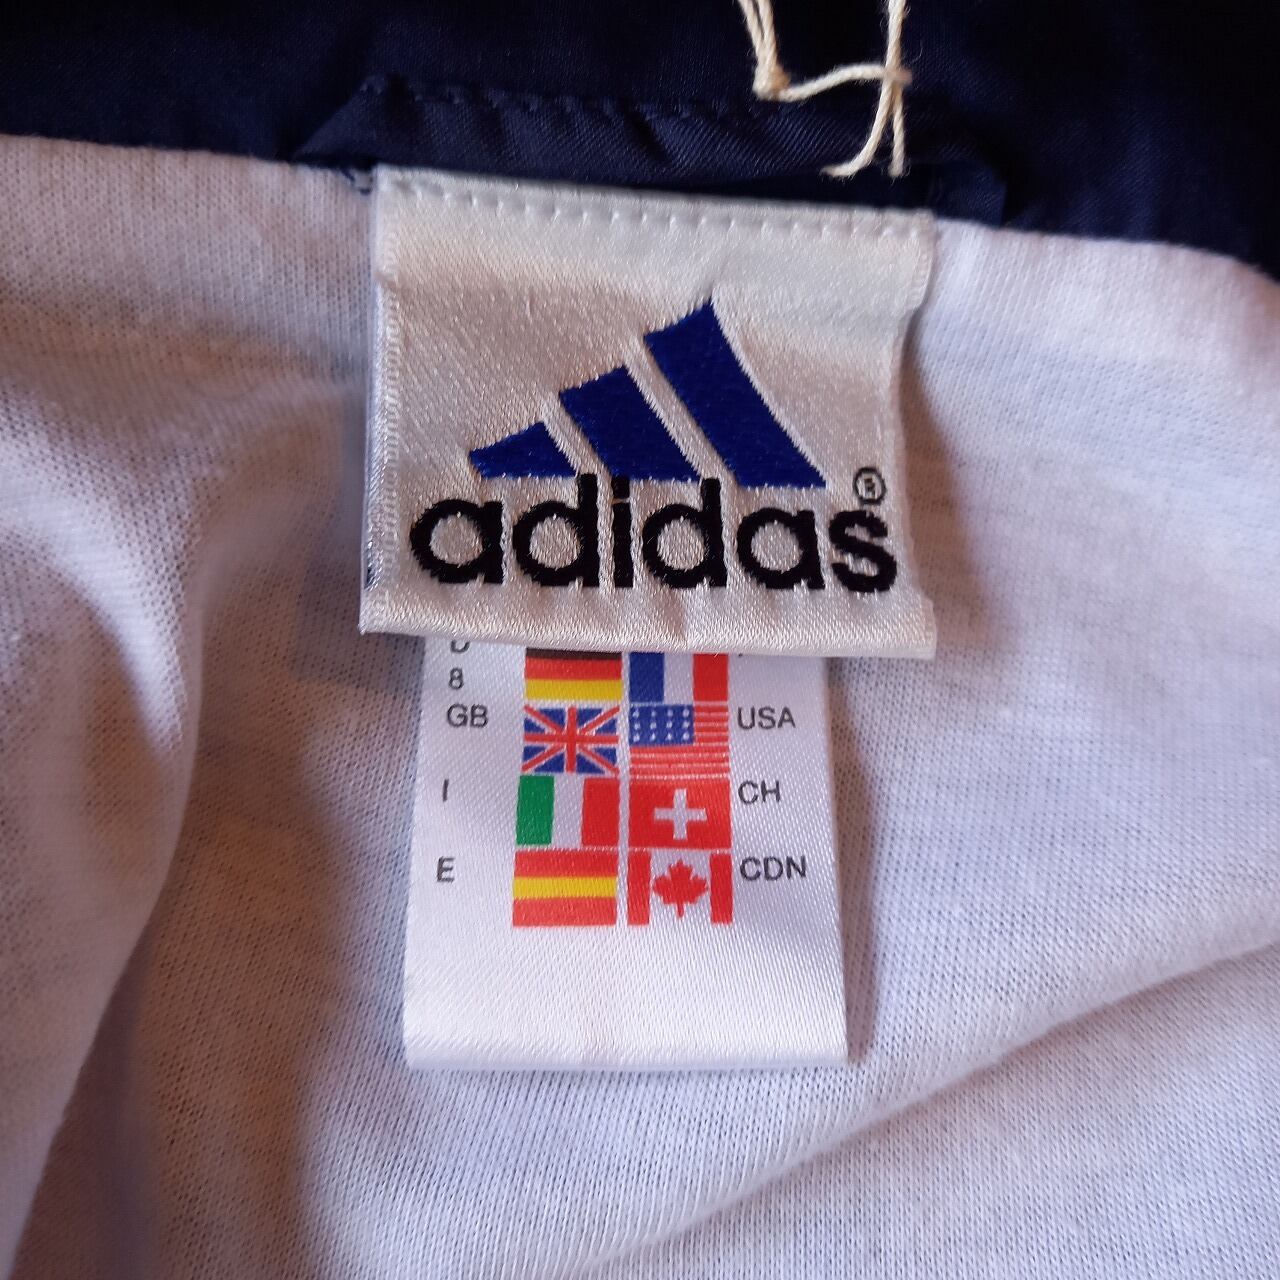 adidas®
D
8
GB USA
I CH
E CDN